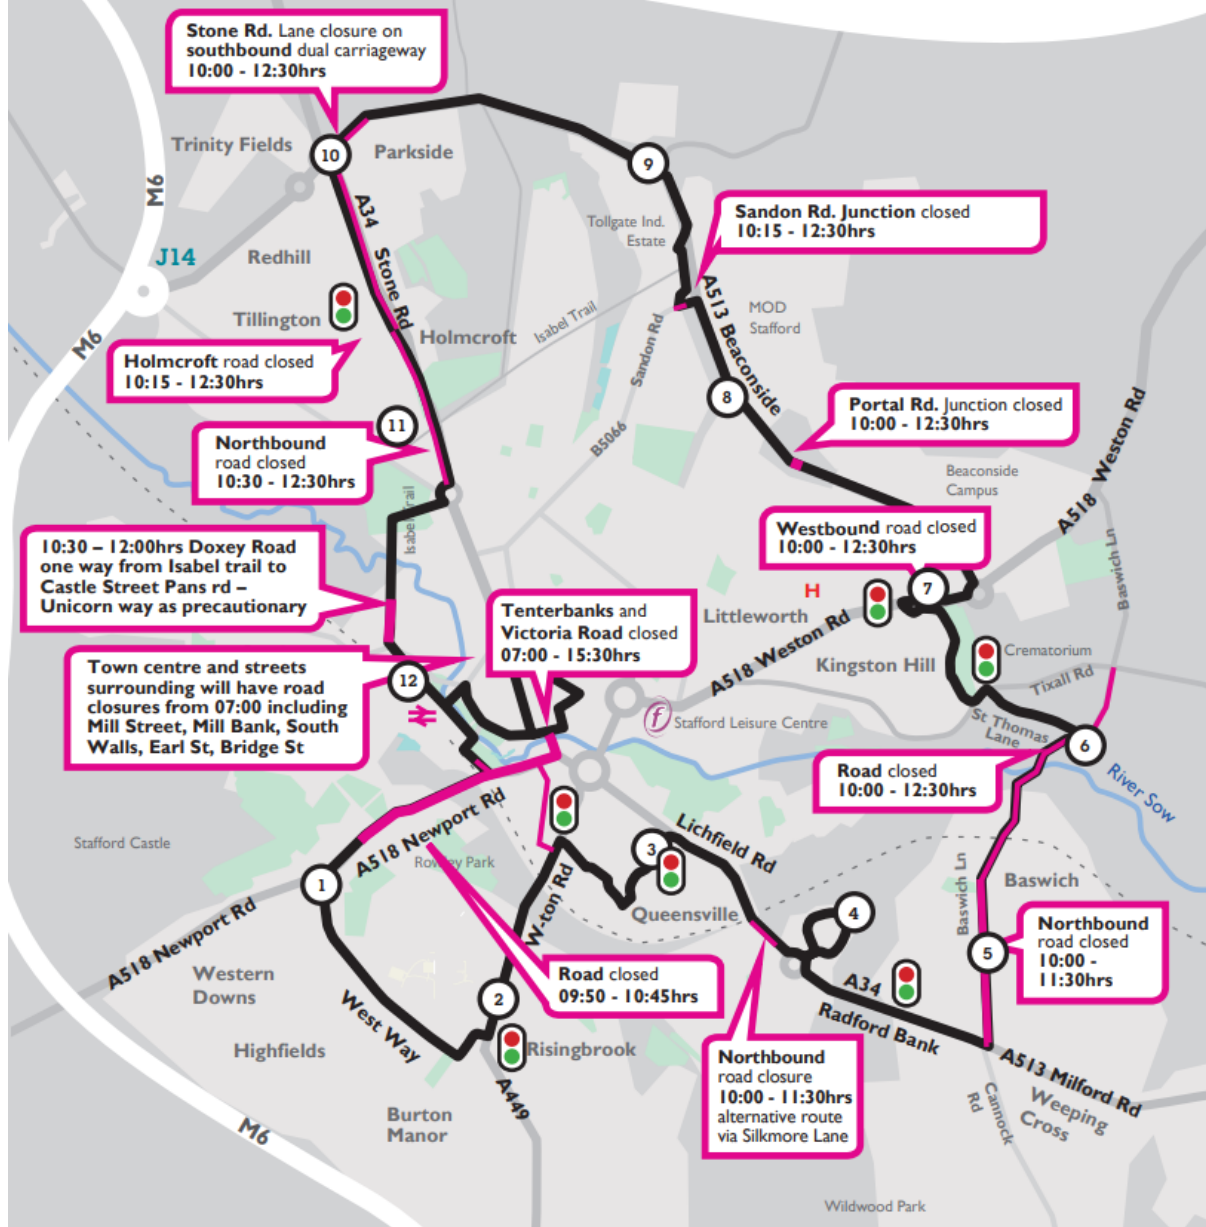 Stone Rd. Lane closure on
southbound dual carriageway
10:00 - 12:30hrs
Trinity Fields
10
Parkside
9
M6
A34
Stone Rd
Tollgate Ind.
Estate
Sandon Rd. Junction closed
10:15 - 12:30hrs
J14
Redhill
Tillington
Holmcroft
Isabel Trail
Sandon Rd
A513 Beaconside
MOD
Stafford
M6
Holmcroft road closed
10:15 - 12:30hrs
8
Portal Rd. Junction closed
10:00 - 12:30hrs
11
Northbound
road closed
10:30 - 12:30hrs
B5066
Beaconside
Campus
A518 Weston Rd
Isabel Trail
Westbound road closed
10:00 - 12:30hrs
Baswich Ln
10:30 – 12:00hrs Doxey Road
one way from Isabel trail to
Castle Street Pans rd –
Unicorn way as precautionary
7
H
Littleworth
Tenterbanks and
Victoria Road closed
07:00 - 15:30hrs
A518 Weston Rd
Kingston Hill
Crematorium
Tixall Rd
Town centre and streets
surrounding will have road
closures from 07:00 including
Mill Street, Mill Bank, South
Walls, Earl St, Bridge St
12
f
Stafford Leisure Centre
St Thomas
Lane
6
Road closed
10:00 - 12:30hrs
River Sow
A518 Newport Rd
Stafford Castle
Rowley Park
Lichfield Rd
3
1
W-ton Rd
Queensville
4
Baswich Ln
Baswich
A518 Newport Rd
Northbound
road closed
10:00 -
11:30hrs
5
Western
Downs
Road closed
09:50 - 10:45hrs
2
West Way
A34
Radford Bank
Highfields
Risingbrook
Northbound
road closure
10:00 - 11:30hrs
alternative route
via Silkmore Lane
A513 Milford Rd
A449
Cannock
Rd
Weeping
Cross
Burton
Manor
M6
Wildwood Park